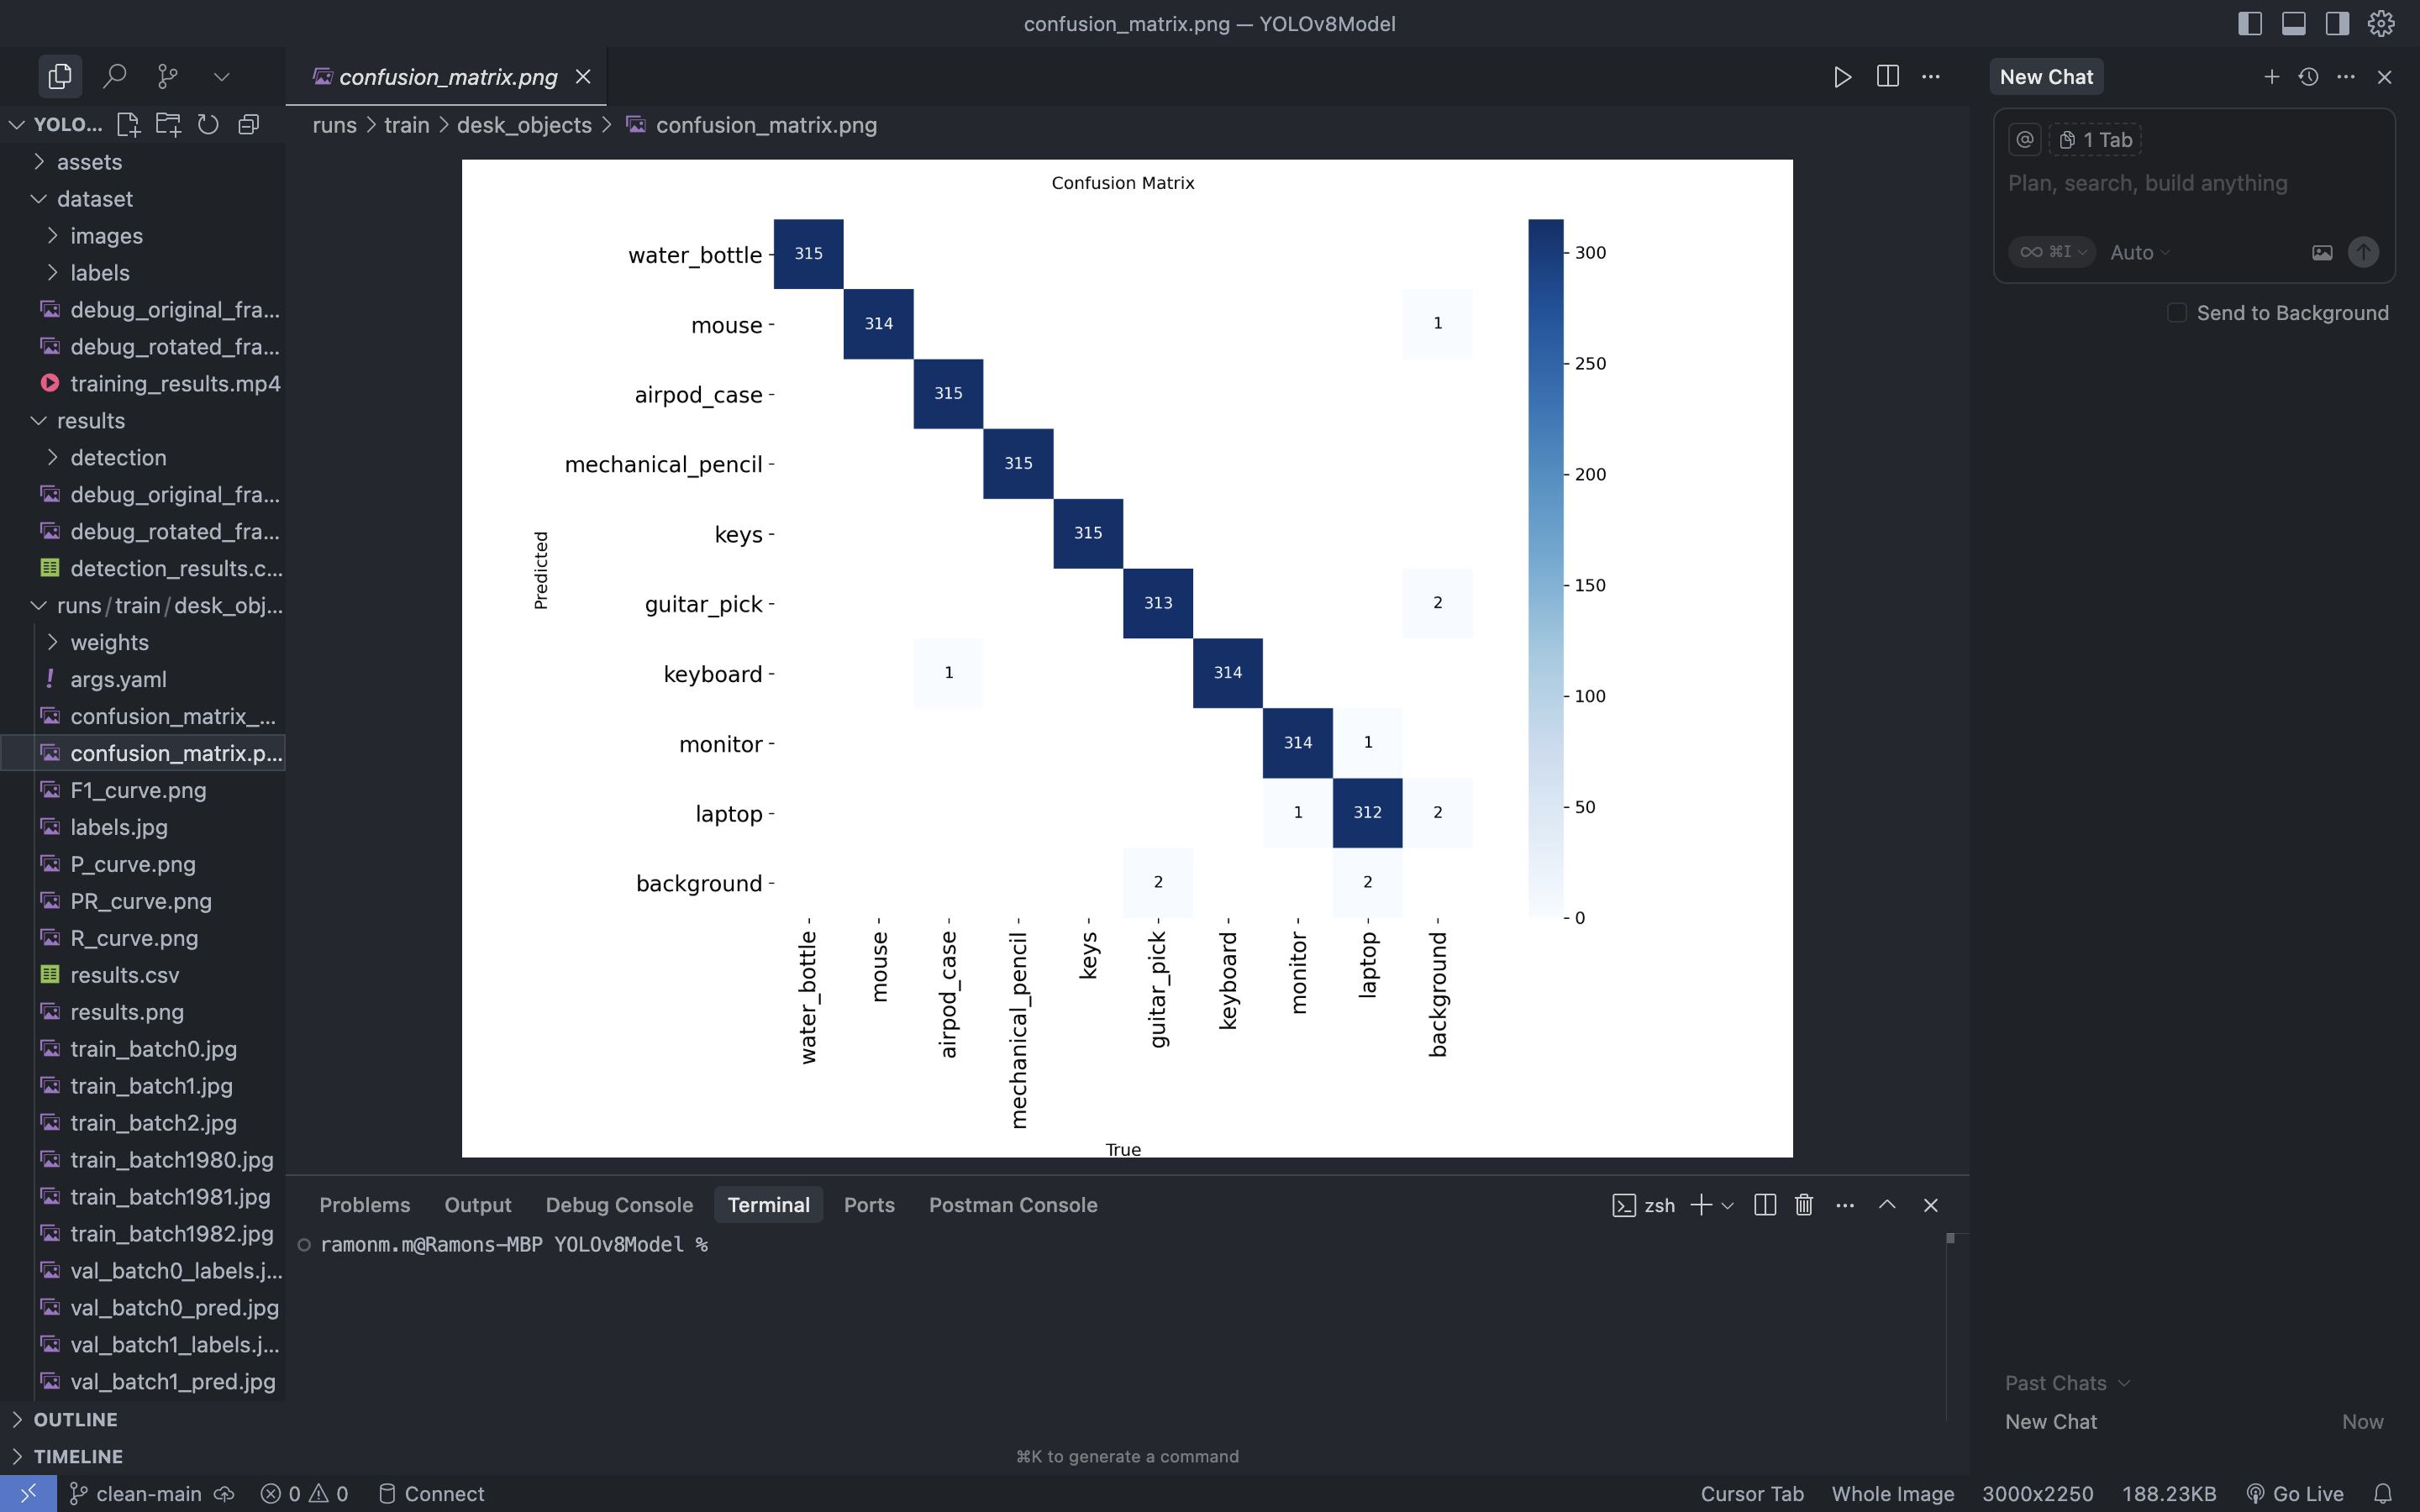 confusion_matrix.png — YOLOv8Model
YOLO...
assets
dataset
images
labels
debug_original_fra...
debug_rotated_fra...
training_results.mp4
results
detection
debug_original_fra...
debug_rotated_fra...
detection_results.c...
runs/train/desk_obj...
weights
! args.yaml
confusion_matrix_...
confusion_matrix.p...
F1_curve.png
labels.jpg
P_curve.png
PR_curve.png
R_curve.png
results.csv
results.png
train_batch0.jpg
train_batch1.jpg
train_batch2.jpg
train_batch1980.jpg
train_batch1981.jpg
train_batch1982.jpg
val_batch0_labels.j...
val_batch0_pred.jpg
val_batch1_labels.j...
val_batch1_pred.jpg
OUTLINE
TIMELINE
confusion_matrix.png
runs > train > desk_objects > confusion_matrix.png
Confusion Matrix
Predicted
water_bottle 315
mouse 314 1
airpod_case 315
mechanical_pencil 315
keys 315
guitar_pick 313 2
keyboard 1 314
monitor 314 1
laptop 1 312 2
background 2 2
water_bottle
mouse
airpod_case
mechanical_pencil
keys
guitar_pick
keyboard
monitor
laptop
background
True
300
250
200
150
100
50
0
Problems Output Debug Console Terminal Ports Postman Console
zsh
ramonm.m@Ramons-MBP YOLOv8Model %
⌘K to generate a command
New Chat
@ 1 Tab
Plan, search, build anything
∞ ⌘I Auto
Send to Background
Past Chats
New Chat Now
clean-main 0 0 Connect
Cursor Tab Whole Image 3000x2250 188.23KB Go Live